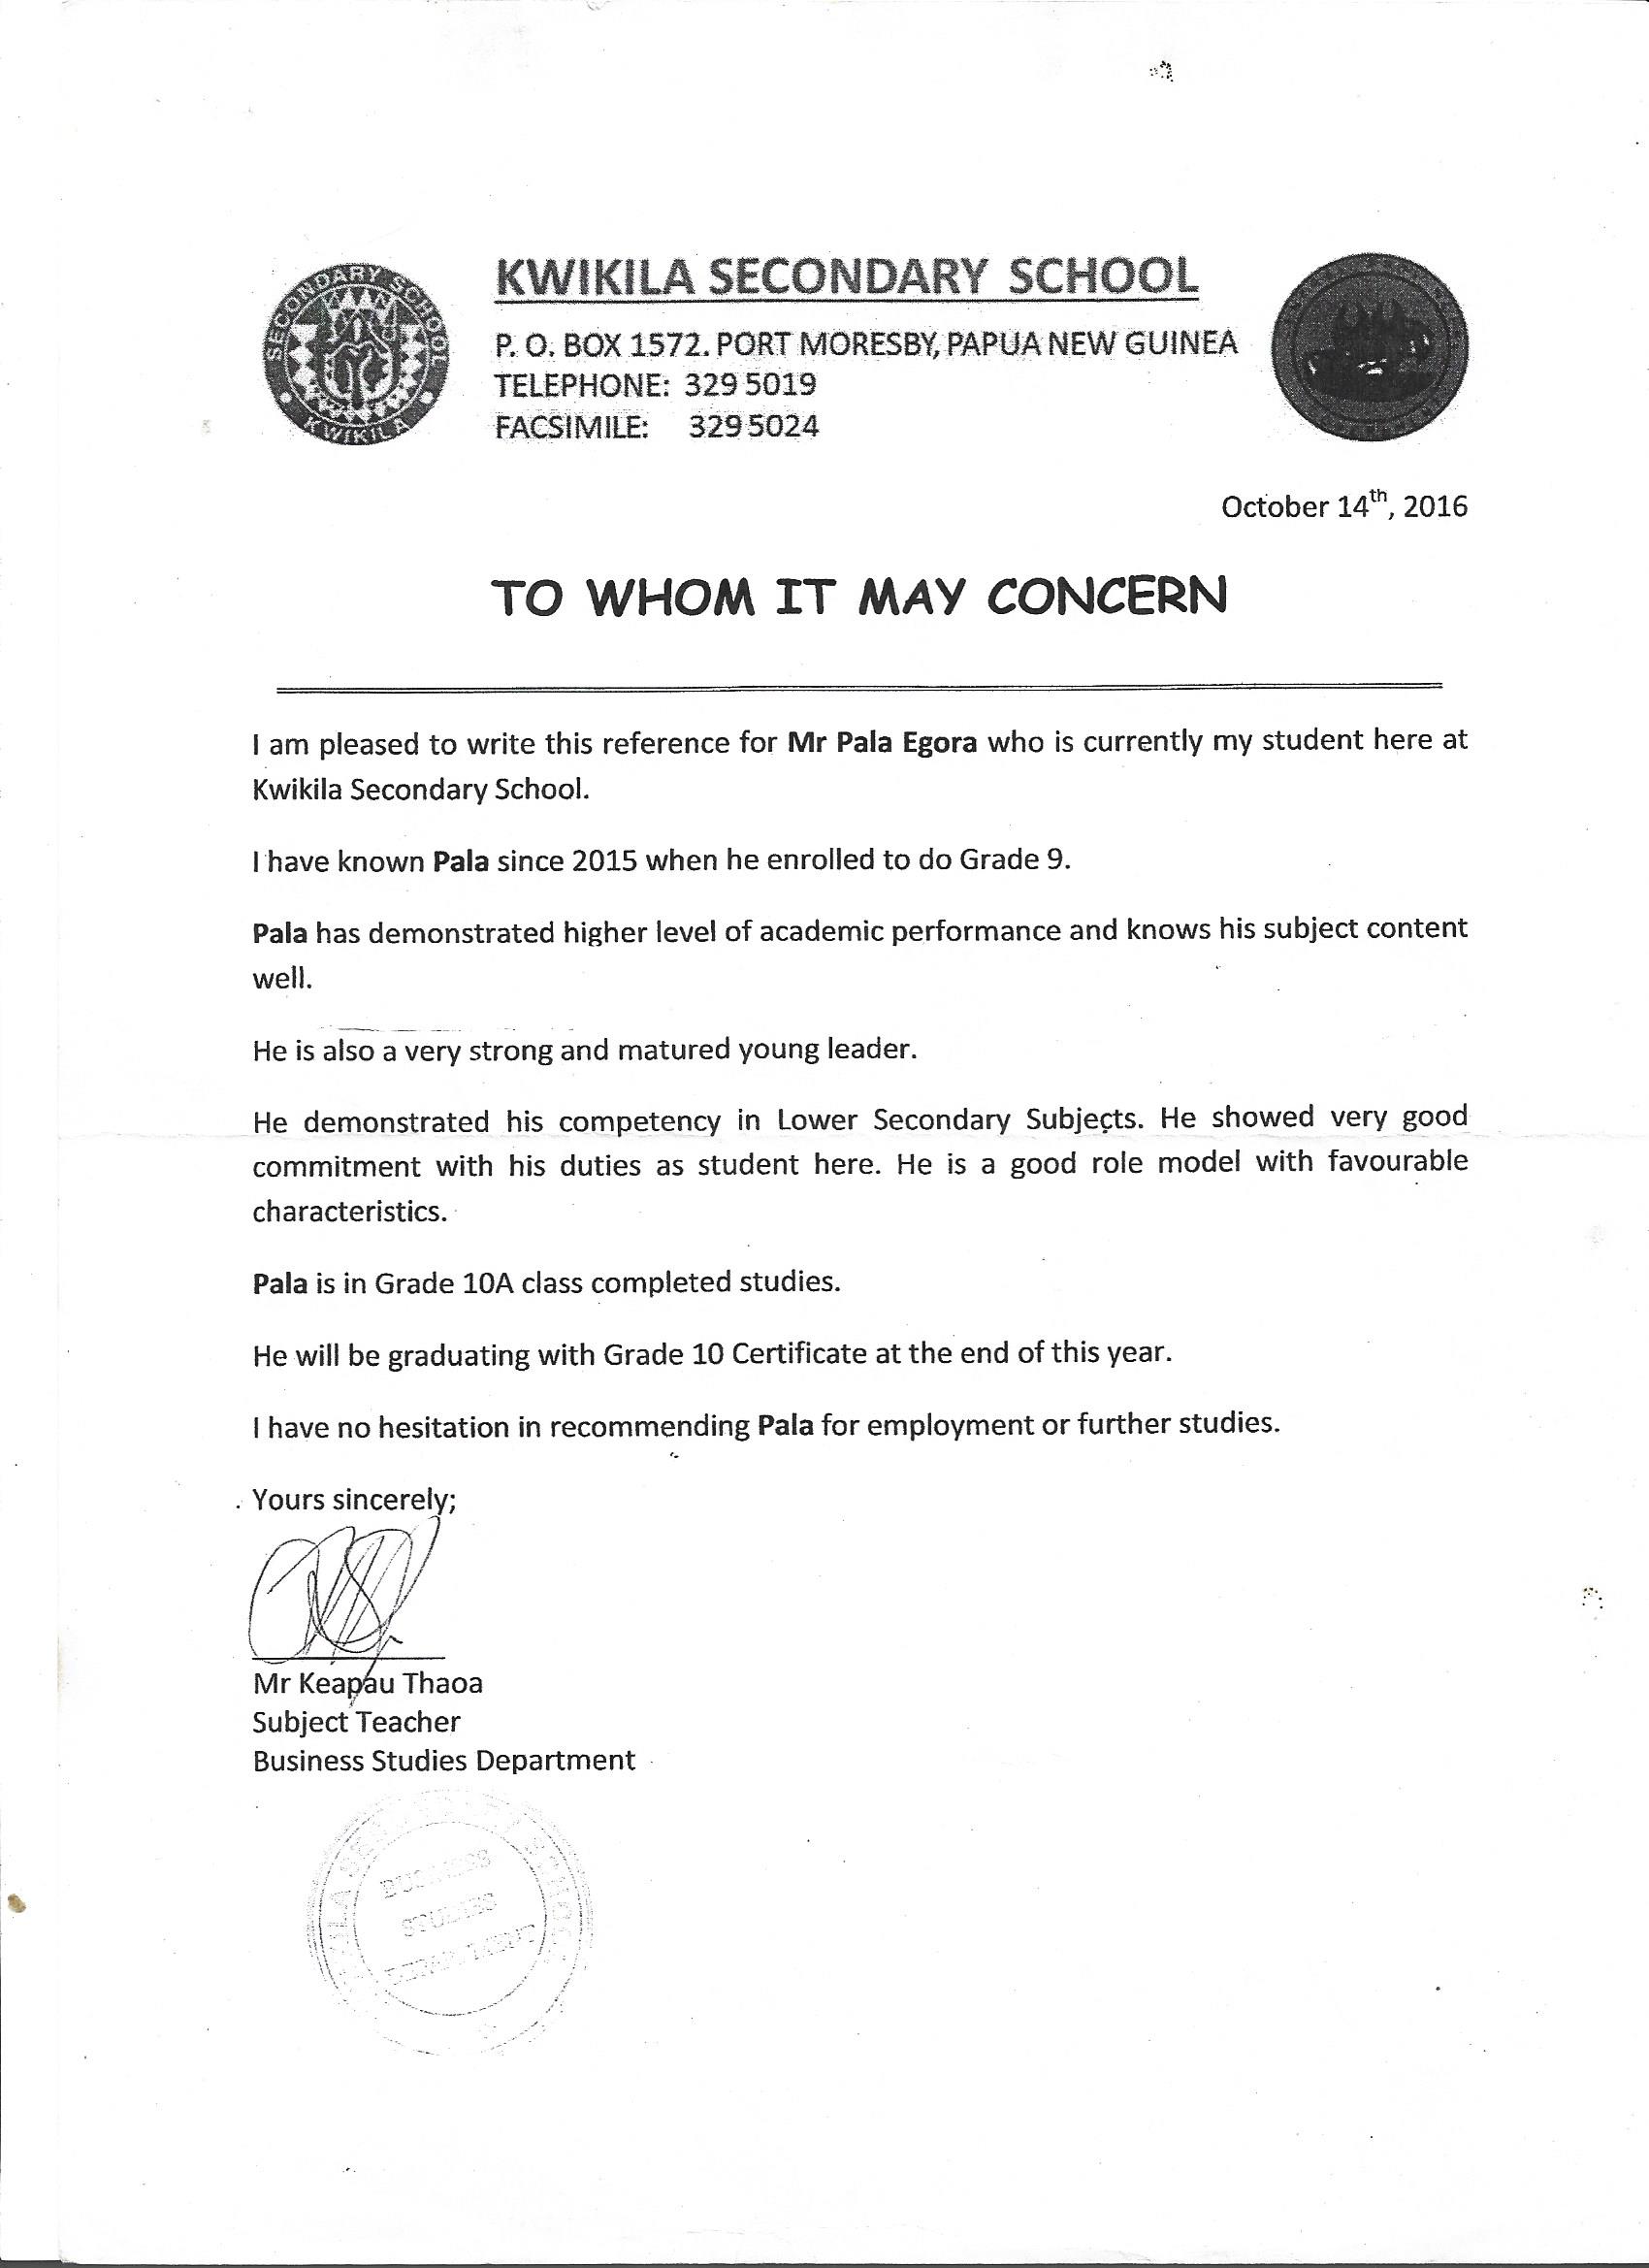 SECONDARY SCHOOL
KWIKILA
KWIKILA SECONDARY SCHOOL
P. O. BOX 1572. PORT MORESBY, PAPUA NEW GUINEA
TELEPHONE: 329 5019
FACSIMILE: 329 5024
October 14th, 2016
TO WHOM IT MAY CONCERN
I am pleased to write this reference for Mr Pala Egora who is currently my student here at
Kwikila Secondary School.
I have known Pala since 2015 when he enrolled to do Grade 9.
Pala has demonstrated higher level of academic performance and knows his subject content
well.
He is also a very strong and matured young leader.
He demonstrated his competency in Lower Secondary Subjects. He showed very good
commitment with his duties as student here. He is a good role model with favourable
characteristics.
Pala is in Grade 10A class completed studies.
He will be graduating with Grade 10 Certificate at the end of this year.
I have no hesitation in recommending Pala for employment or further studies.
Yours sincerely;
Mr Keapau Thaoa
Subject Teacher
Business Studies Department
BUSINESS
STUDIES
DEPARTMENT